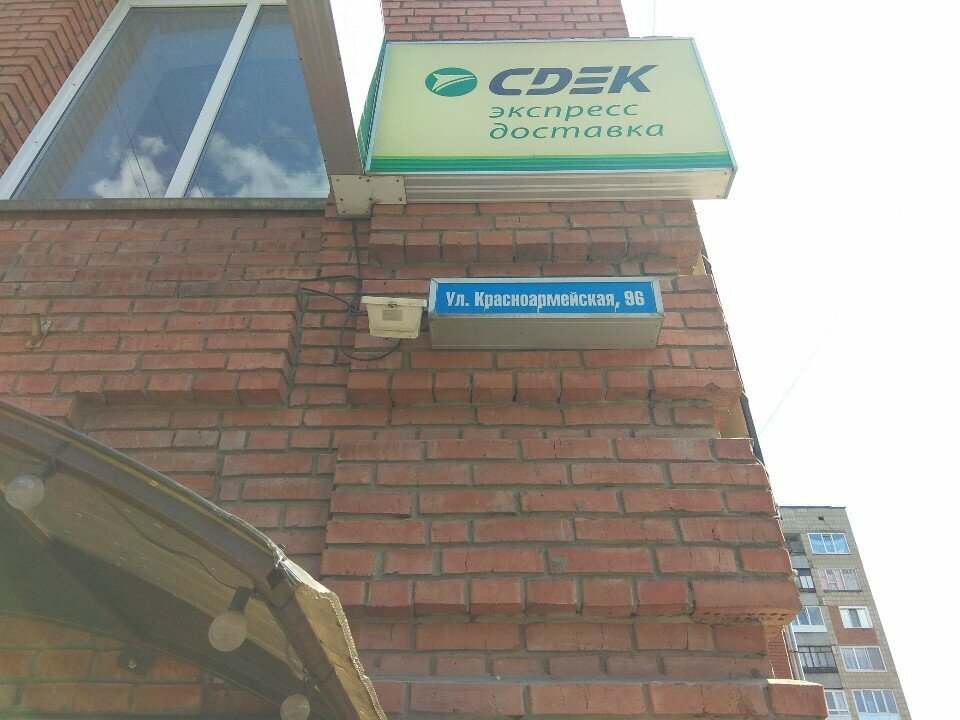 CDEK
экспресс
доставка
Ул. Красноармейская, 96